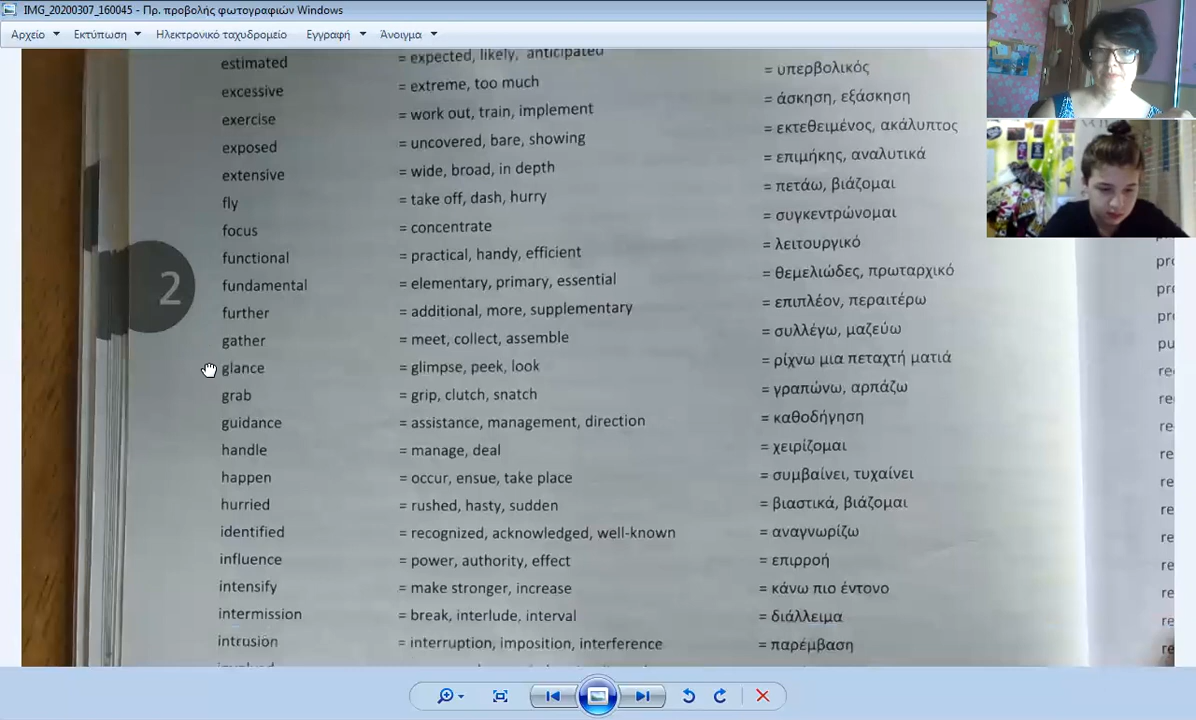 IMG_20200307_160045 - Πρ. προβολής φωτογραφιών Windows
Αρχείο Εκτύπωση Ηλεκτρονικό ταχυδρομείο Εγγραφή Άνοιγμα
estimated = expected, likely, anticipated
excessive = extreme, too much = υπερβολικός
exercise = work out, train, implement = άσκηση, εξάσκηση
exposed = uncovered, bare, showing = εκτεθειμένος, ακάλυπτος
extensive = wide, broad, in depth = επιμήκης, αναλυτικά
fly = take off, dash, hurry = πετάω, βιάζομαι
focus = concentrate = συγκεντρώνομαι
functional = practical, handy, efficient = λειτουργικό
fundamental = elementary, primary, essential = θεμελιώδες, πρωταρχικό
further = additional, more, supplementary = επιπλέον, περαιτέρω
gather = meet, collect, assemble = συλλέγω, μαζεύω
glance = glimpse, peek, look = ρίχνω μια πεταχτή ματιά
grab = grip, clutch, snatch = γραπώνω, αρπάζω
guidance = assistance, management, direction = καθοδήγηση
handle = manage, deal = χειρίζομαι
happen = occur, ensue, take place = συμβαίνει, τυχαίνει
hurried = rushed, hasty, sudden = βιαστικά, βιάζομαι
identified = recognized, acknowledged, well-known = αναγνωρίζω
influence = power, authority, effect = επιρροή
intensify = make stronger, increase = κάνω πιο έντονο
intermission = break, interlude, interval = διάλλειμα
intrusion = interruption, imposition, interference = παρέμβαση
2